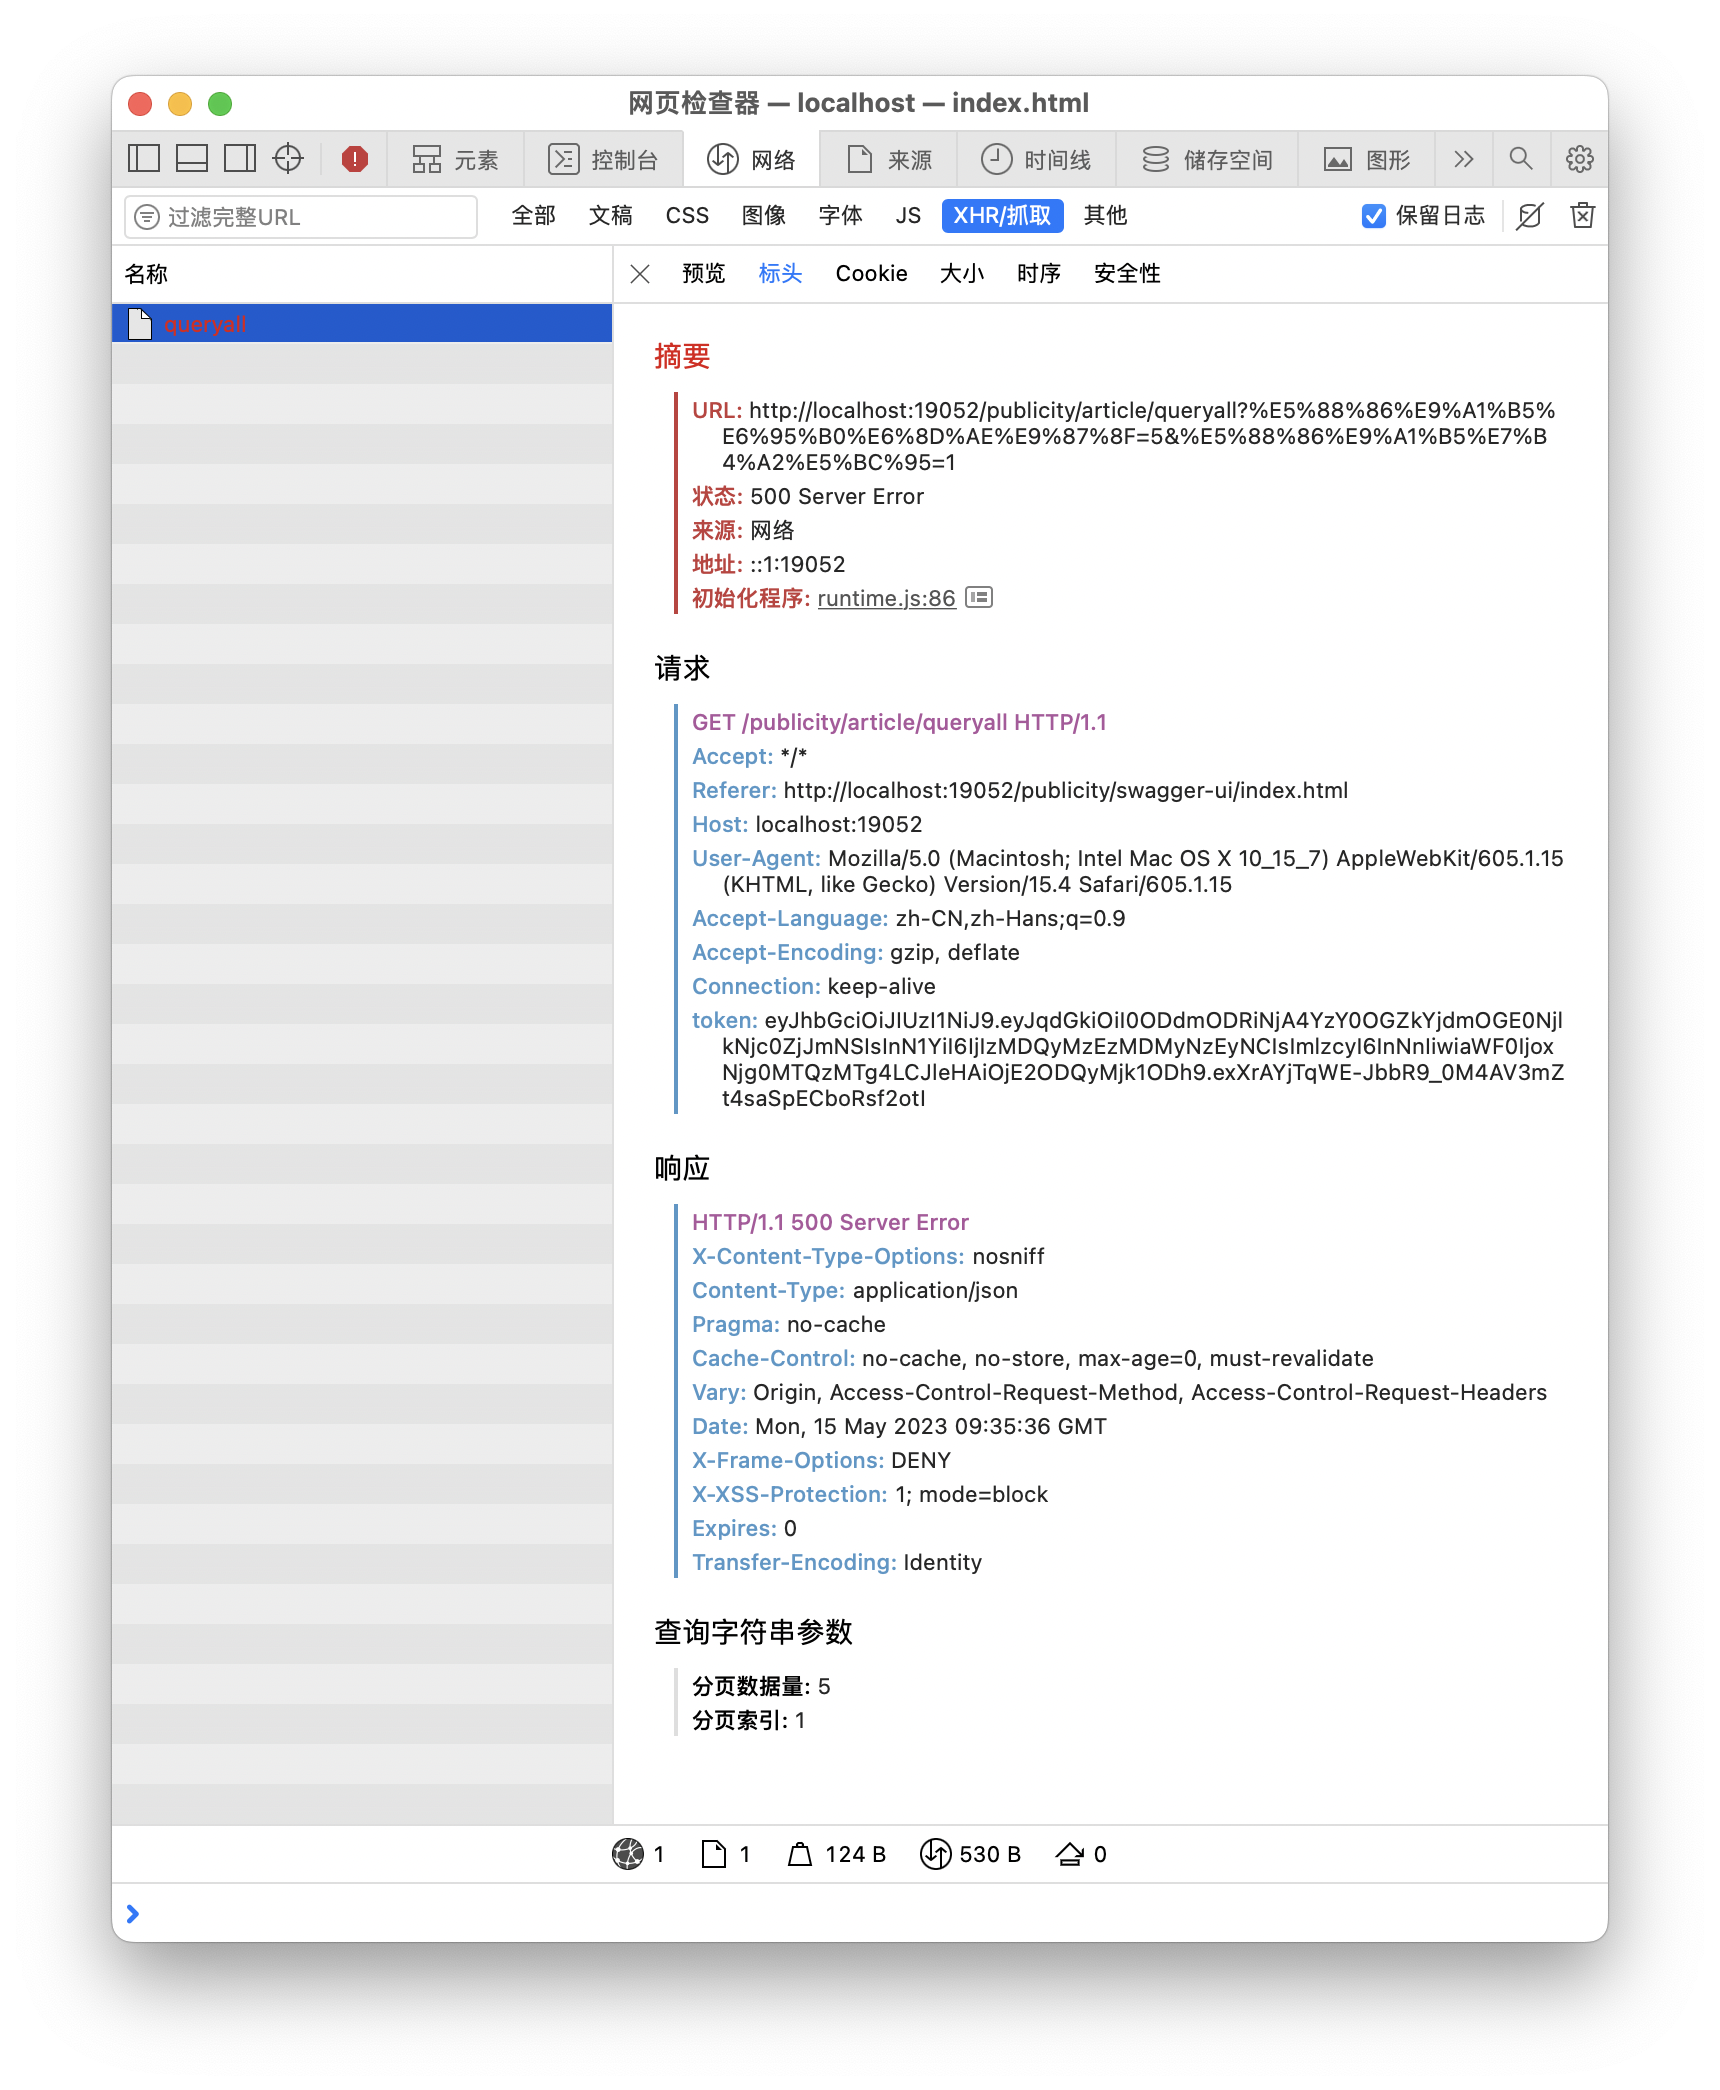 网页检查器 — localhost — index.html
元素 控制台 网络 来源 时间线 储存空间 图形
过滤完整URL 全部 文稿 CSS 图像 字体 JS XHR/抓取 其他 保留日志
名称 预览 标头 Cookie 大小 时序 安全性
queryall
摘要
URL: http://localhost:19052/publicity/article/queryall?%E5%88%86%E9%A1%B5%
E6%95%B0%E6%8D%AE%E9%87%8F=5&%E5%88%86%E9%A1%B5%E7%B
4%A2%E5%BC%95=1
状态: 500 Server Error
来源: 网络
地址: ::1:19052
初始化程序: runtime.js:86
请求
GET /publicity/article/queryall HTTP/1.1
Accept: */*
Referer: http://localhost:19052/publicity/swagger-ui/index.html
Host: localhost:19052
User-Agent: Mozilla/5.0 (Macintosh; Intel Mac OS X 10_15_7) AppleWebKit/605.1.15
(KHTML, like Gecko) Version/15.4 Safari/605.1.15
Accept-Language: zh-CN,zh-Hans;q=0.9
Accept-Encoding: gzip, deflate
Connection: keep-alive
token: eyJhbGciOiJIUzI1NiJ9.eyJqdGkiOiI0ODdmODRiNjA4YzY0OGZkYjdmOGE0Njl
kNjc0ZjJmNSIsInN1YiI6IjIzMDQyMzEzMDMyNzEyNCIsImlzcyI6InNnIiwiaWF0Ijox
Njg0MTQzMTg4LCJleHAiOjE2ODQyMjk1ODh9.exXrAYjTqWE-JbbR9_0M4AV3mZ
t4saSpECboRsf2otI
响应
HTTP/1.1 500 Server Error
X-Content-Type-Options: nosniff
Content-Type: application/json
Pragma: no-cache
Cache-Control: no-cache, no-store, max-age=0, must-revalidate
Vary: Origin, Access-Control-Request-Method, Access-Control-Request-Headers
Date: Mon, 15 May 2023 09:35:36 GMT
X-Frame-Options: DENY
X-XSS-Protection: 1; mode=block
Expires: 0
Transfer-Encoding: Identity
查询字符串参数
分页数据量: 5
分页索引: 1
1 1 124 B 530 B 0